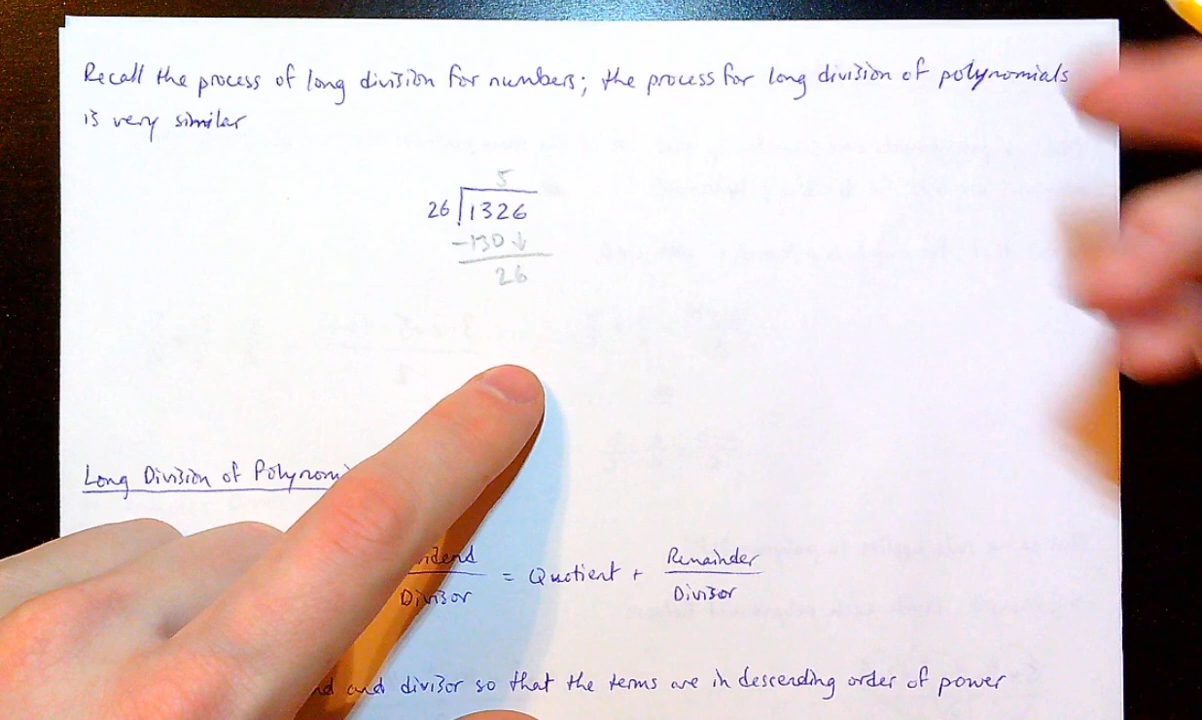 Recall the process of long division for numbers; the process for long division of polynomials
is very similar
5
26 1326
-130↓
26
Long Division of
= Quotient + Remainder
Divisor Divisor
and divisor so that the terms are in descending order of power